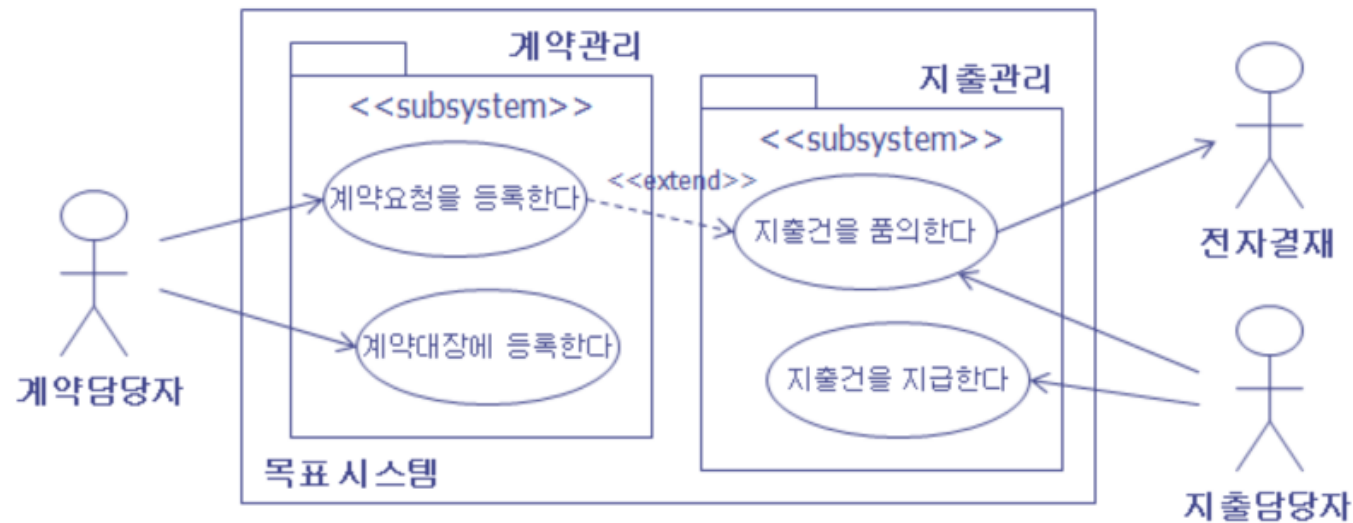 계약관리
<<subsystem>>
계약요청을 등록한다
계약대장에 등록한다
<<extend>>
지출관리
<<subsystem>>
지출건을 품의한다
지출건을 지급한다
목표 시스템
계약담당자
전자결재
지출담당자